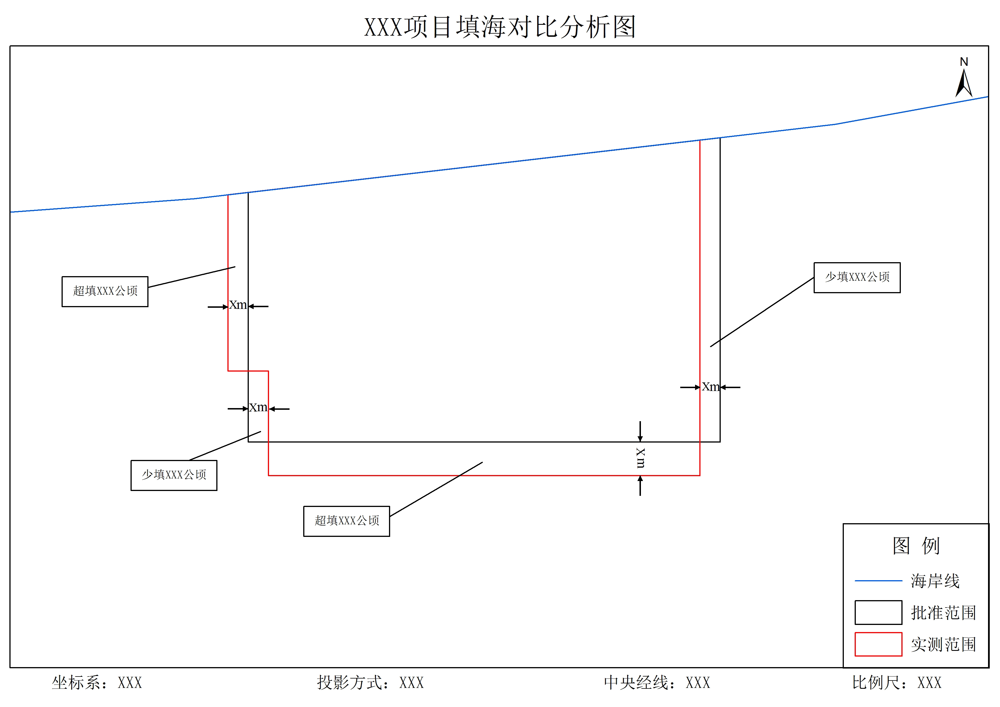 XXX项目填海对比分析图
N
超填XXX公顷
少填XXX公顷
Xm
Xm
Xm
Xm
少填XXX公顷
超填XXX公顷
图 例
海岸线
批准范围
实测范围
坐标系：XXX 投影方式：XXX 中央经线：XXX 比例尺：XXX